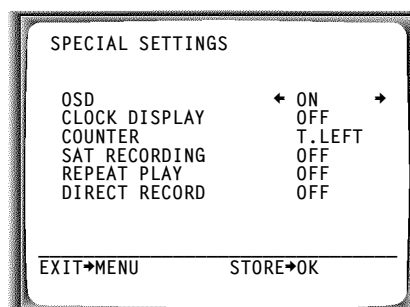 SPECIAL SETTINGS
OSD ← ON →
CLOCK DISPLAY OFF
COUNTER T.LEFT
SAT RECORDING OFF
REPEAT PLAY OFF
DIRECT RECORD OFF
EXIT→MENU STORE→OK